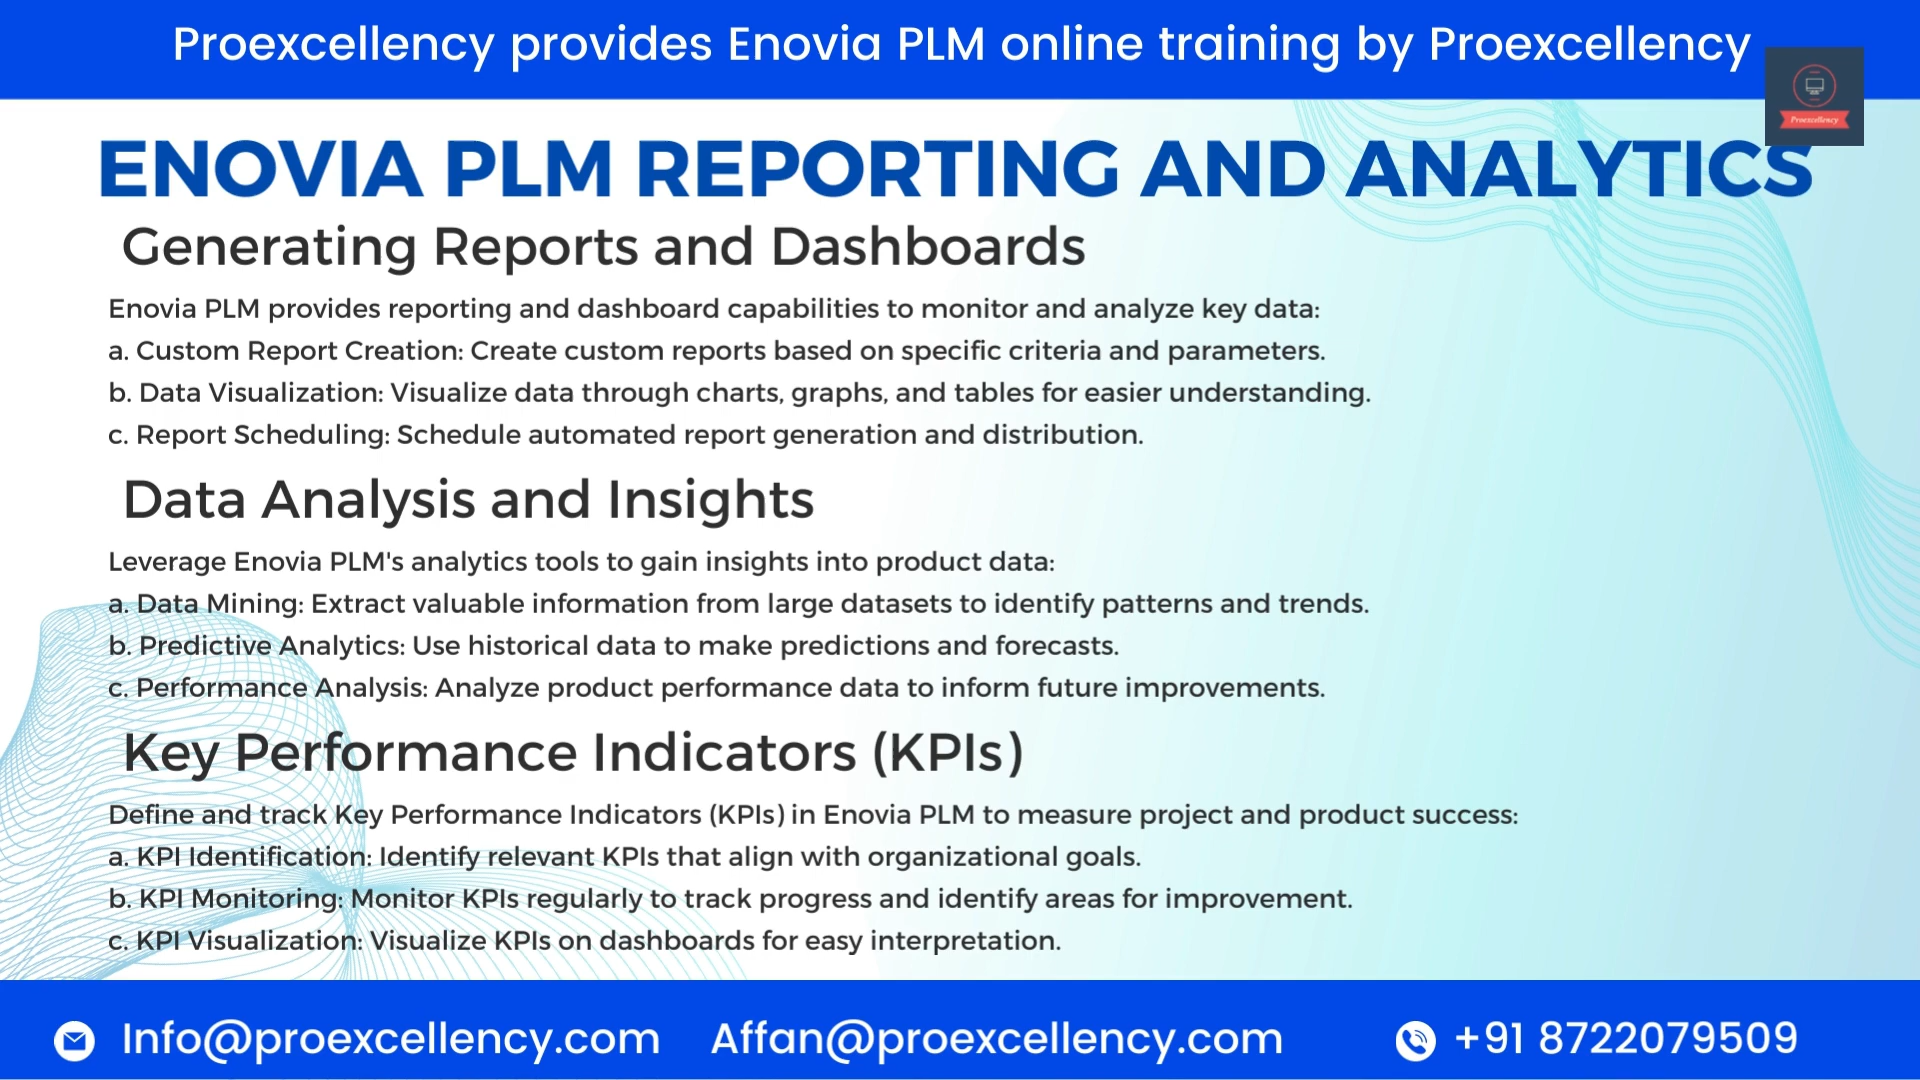 Proexcellency provides Enovia PLM online training by Proexcellency
Proexcellency
ENOVIA PLM REPORTING AND ANALYTICS
Generating Reports and Dashboards
Enovia PLM provides reporting and dashboard capabilities to monitor and analyze key data:
a. Custom Report Creation: Create custom reports based on specific criteria and parameters.
b. Data Visualization: Visualize data through charts, graphs, and tables for easier understanding.
c. Report Scheduling: Schedule automated report generation and distribution.
Data Analysis and Insights
Leverage Enovia PLM's analytics tools to gain insights into product data:
a. Data Mining: Extract valuable information from large datasets to identify patterns and trends.
b. Predictive Analytics: Use historical data to make predictions and forecasts.
c. Performance Analysis: Analyze product performance data to inform future improvements.
Key Performance Indicators (KPIs)
Define and track Key Performance Indicators (KPIs) in Enovia PLM to measure project and product success:
a. KPI Identification: Identify relevant KPIs that align with organizational goals.
b. KPI Monitoring: Monitor KPIs regularly to track progress and identify areas for improvement.
c. KPI Visualization: Visualize KPIs on dashboards for easy interpretation.
Info@proexcellency.com Affan@proexcellency.com +91 8722079509